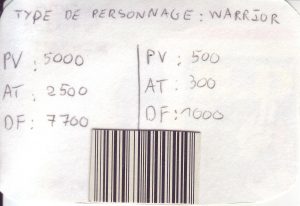 TYPE DE PERSONNAGE : WARRIOR
PV : 5000
AT : 2500
DF : 7700
PV : 500
AT : 300
DF : 1000